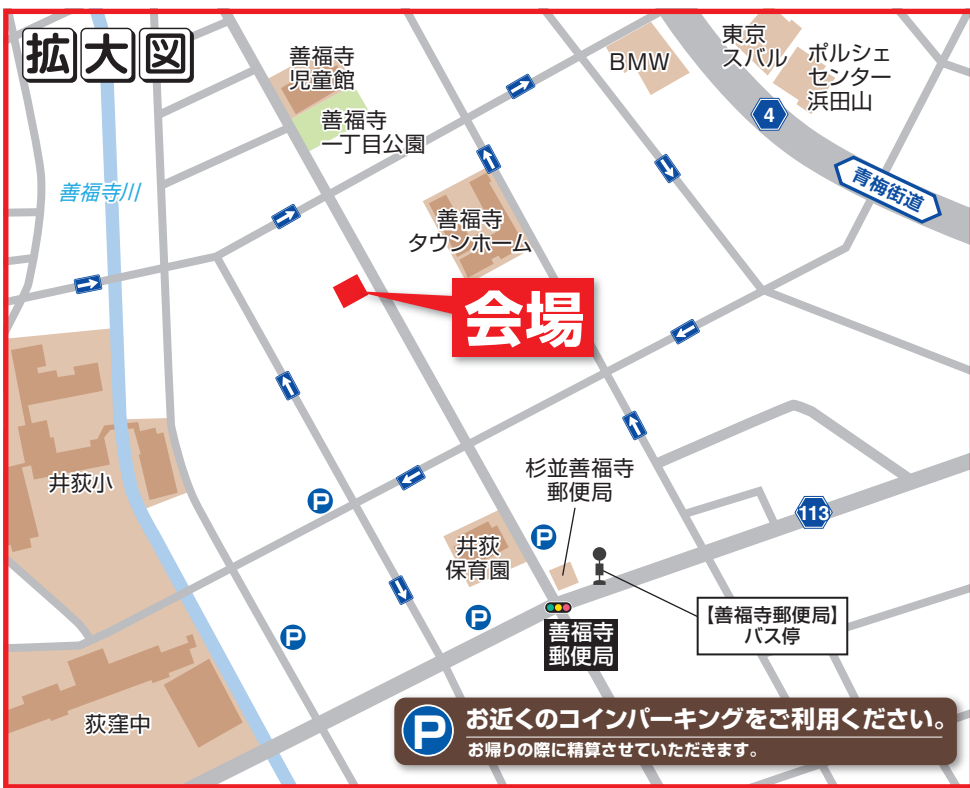 拡大図
善福寺
児童館
善福寺
一丁目公園
BMW
東京
スバル
ポルシェ
センター
浜田山
4
青梅街道
善福寺川
善福寺
タウンホーム
会場
井荻小
杉並善福寺
郵便局
P
P
113
井荻
保育園
P
P
善福寺
郵便局
【善福寺郵便局】
バス停
荻窪中
P
お近くのコインパーキングをご利用ください。
お帰りの際に精算させていただきます。